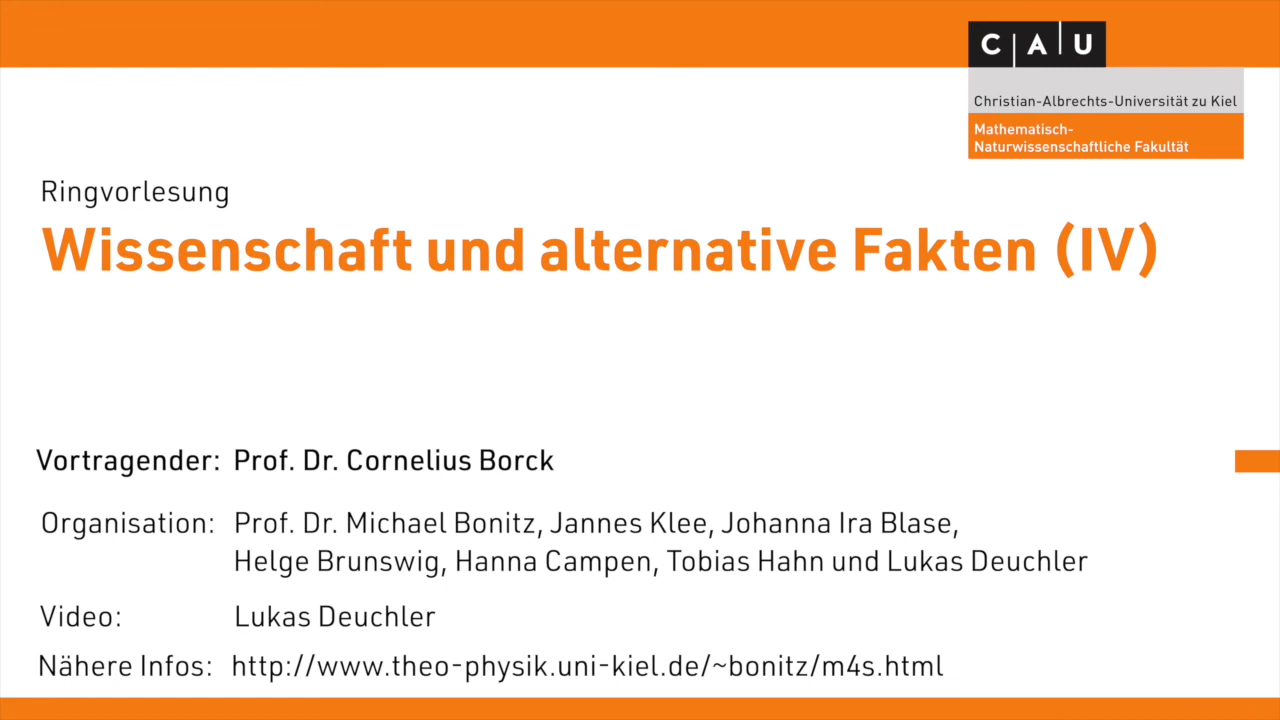 C A U
Christian-Albrechts-Universität zu Kiel
Mathematisch-
Naturwissenschaftliche Fakultät
Ringvorlesung
Wissenschaft und alternative Fakten (IV)
Vortragender: Prof. Dr. Cornelius Borck
Organisation: Prof. Dr. Michael Bonitz, Jannes Klee, Johanna Ira Blase,
Helge Brunswig, Hanna Campen, Tobias Hahn und Lukas Deuchler
Video: Lukas Deuchler
Nähere Infos: http://www.theo-physik.uni-kiel.de/~bonitz/m4s.html